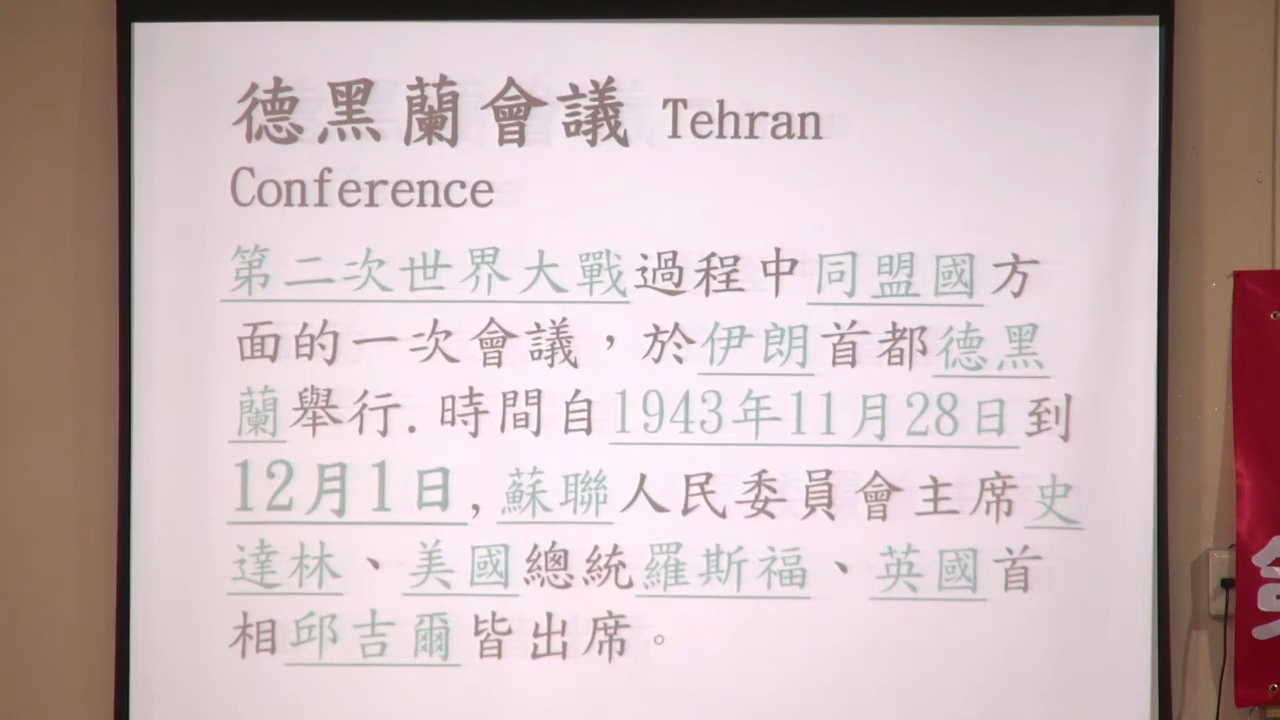 德黑蘭會議 Tehran
Conference
第二次世界大戰過程中同盟國方
面的一次會議，於伊朗首都德黑
蘭舉行.時間自1943年11月28日到
12月1日,蘇聯人民委員會主席史
達林、美國總統羅斯福、英國首
相邱吉爾皆出席。